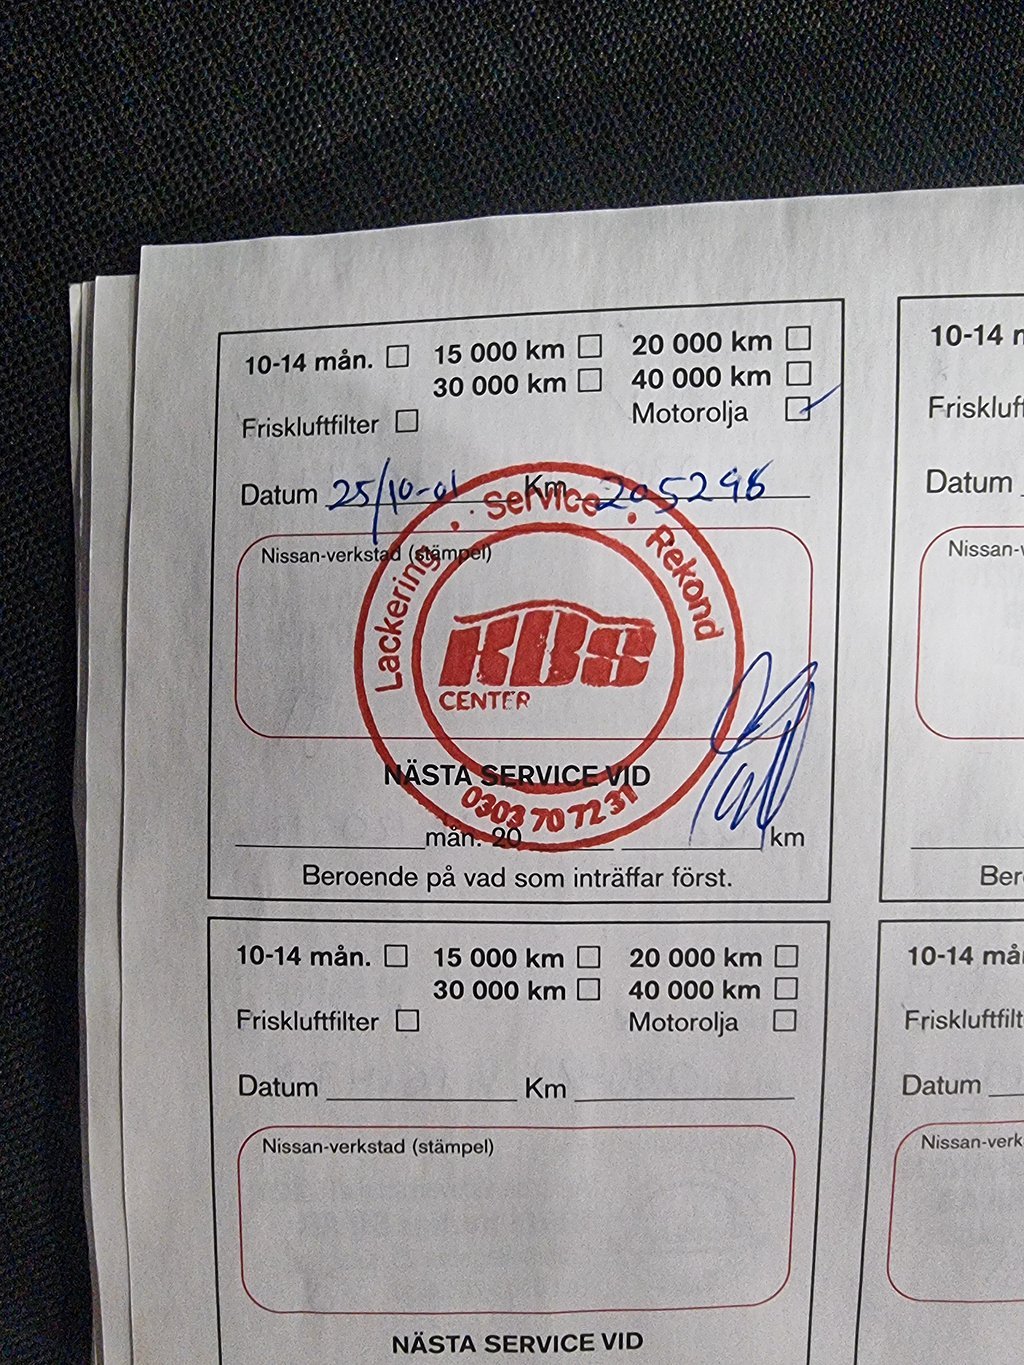 10-14 mån. ☐ 15 000 km ☐ 20 000 km ☐
30 000 km ☐ 40 000 km ☐
Friskluftfilter ☐ Motorolja ☑
Datum 25/10-01 Km 205298
Nissan-verkstad (stämpel)
Lackering · Service · Rekond
KBS
CENTER
0303 70 72 31
NÄSTA SERVICE VID
mån. 20 km
Beroende på vad som inträffar först.
10-14 mån. ☐ 15 000 km ☐ 20 000 km ☐
30 000 km ☐ 40 000 km ☐
Friskluftfilter ☐ Motorolja ☐
Datum Km
Nissan-verkstad (stämpel)
NÄSTA SERVICE VID
10-14
Friskluf
Datum
Nissan-v
Ber
10-14 må
Friskluftfilt
Datum
Nissan-verk